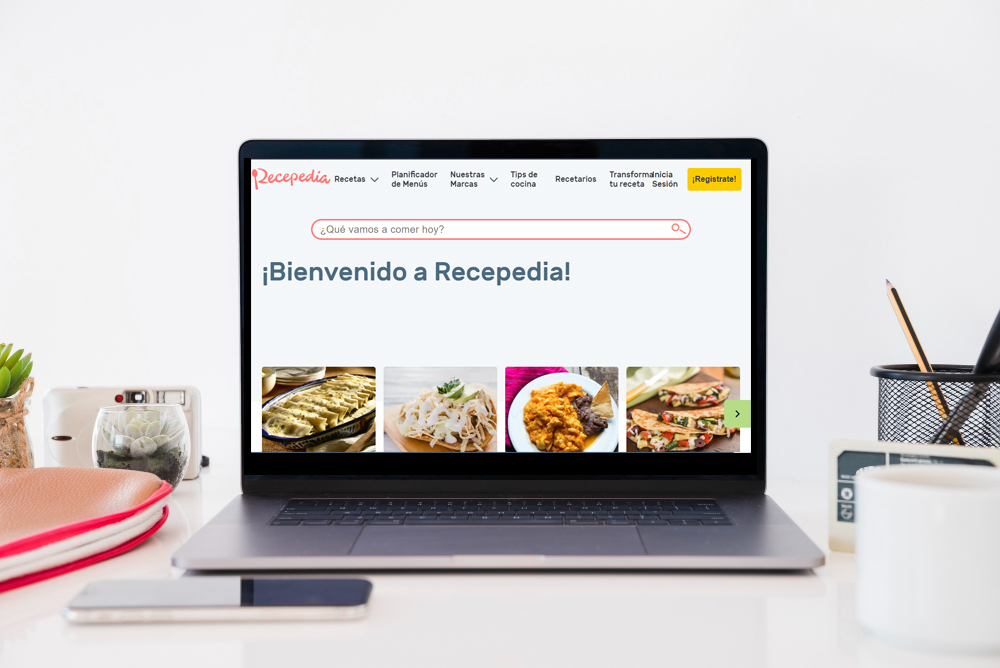 Recepedia
Recetas
Planificador
de Menús
Nuestras
Marcas
Tips de
cocina
Recetarios
Transforma
tu receta
Inicia
Sesión
¡Regístrate!
¿Qué vamos a comer hoy?
¡Bienvenido a Recepedia!